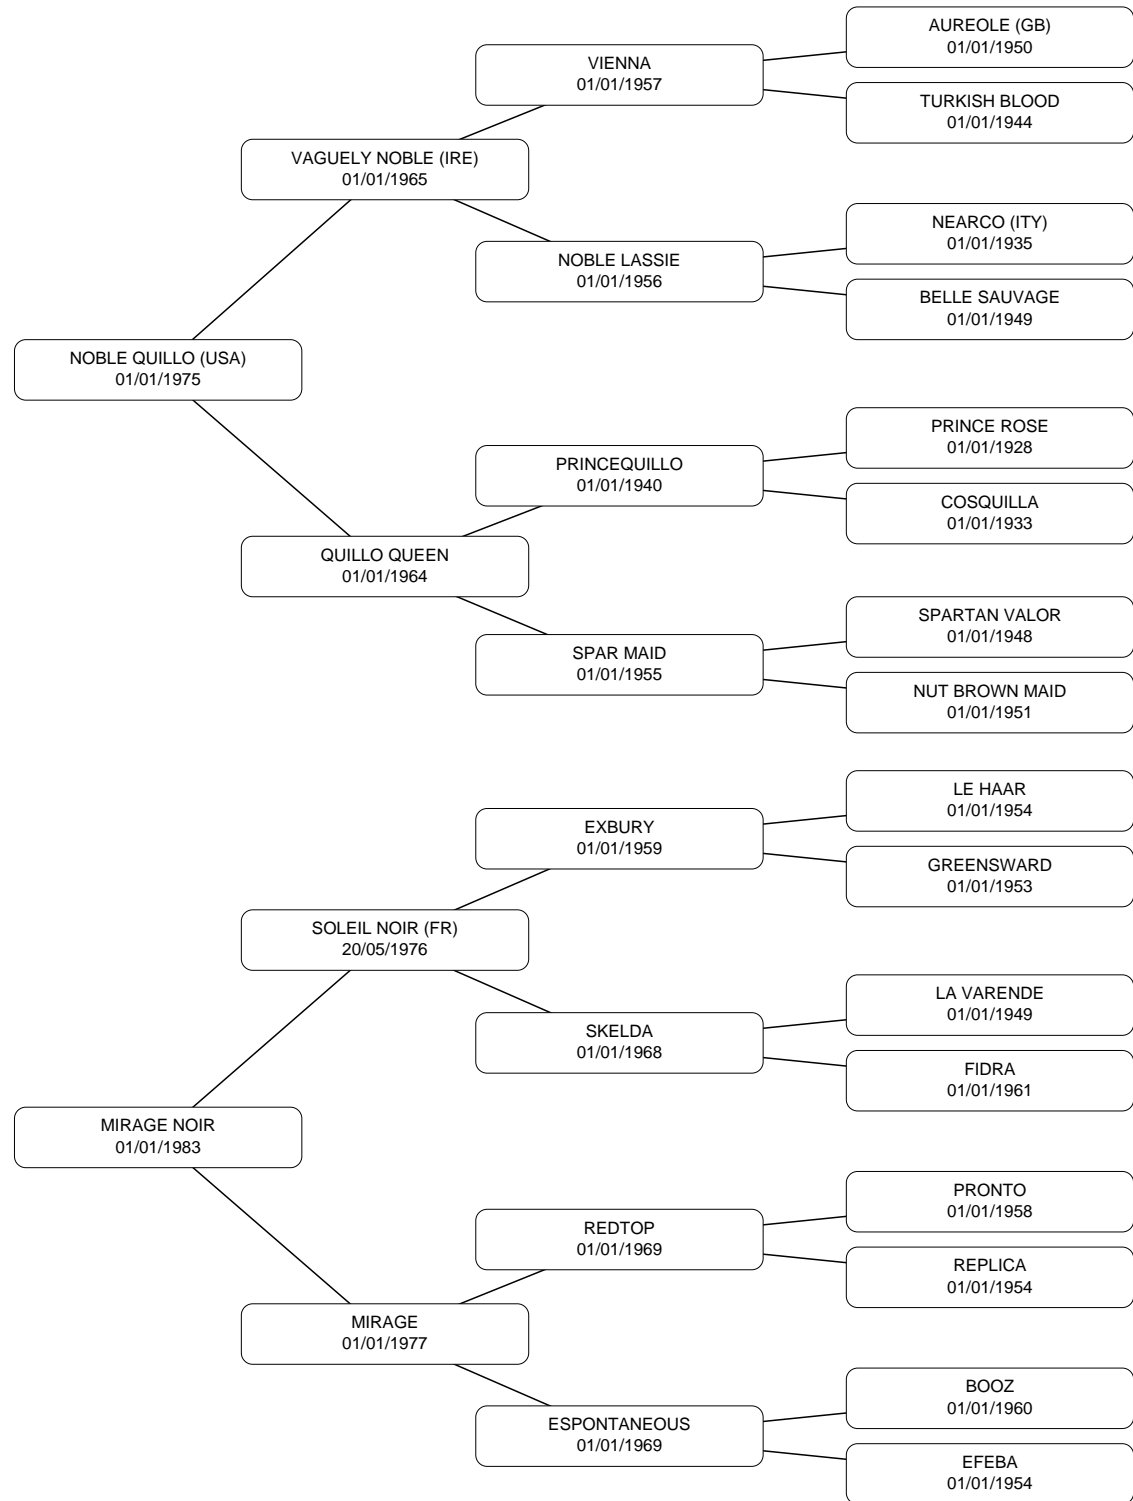 AUREOLE (GB)
01/01/1950
VIENNA
01/01/1957
TURKISH BLOOD
01/01/1944
VAGUELY NOBLE (IRE)
01/01/1965
NEARCO (ITY)
01/01/1935
NOBLE LASSIE
01/01/1956
BELLE SAUVAGE
01/01/1949
NOBLE QUILLO (USA)
01/01/1975
PRINCE ROSE
01/01/1928
PRINCEQUILLO
01/01/1940
COSQUILLA
01/01/1933
QUILLO QUEEN
01/01/1964
SPARTAN VALOR
01/01/1948
SPAR MAID
01/01/1955
NUT BROWN MAID
01/01/1951
LE HAAR
01/01/1954
EXBURY
01/01/1959
GREENSWARD
01/01/1953
SOLEIL NOIR (FR)
20/05/1976
LA VARENDE
01/01/1949
SKELDA
01/01/1968
FIDRA
01/01/1961
MIRAGE NOIR
01/01/1983
PRONTO
01/01/1958
REDTOP
01/01/1969
REPLICA
01/01/1954
MIRAGE
01/01/1977
BOOZ
01/01/1960
ESPONTANEOUS
01/01/1969
EFEBA
01/01/1954